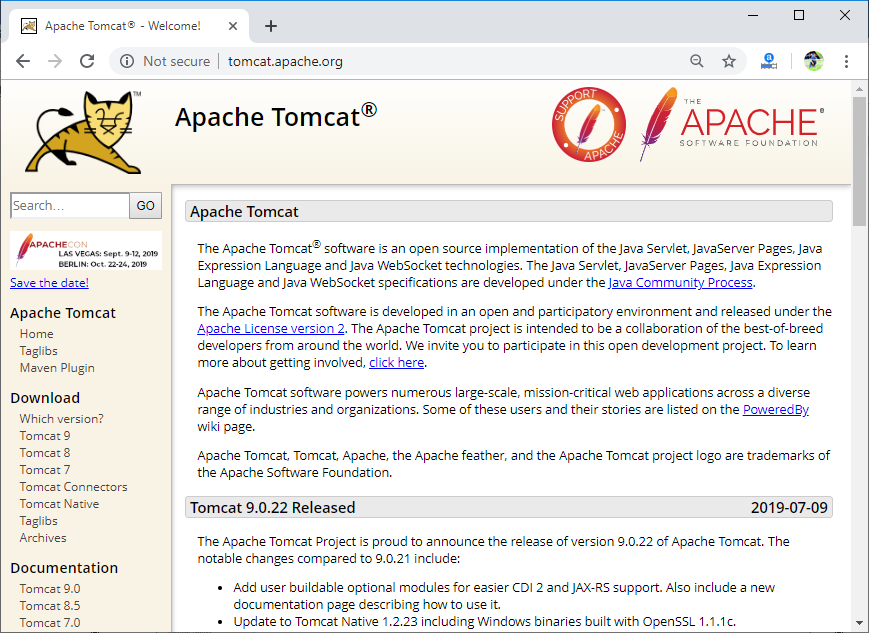 Apache Tomcat® - Welcome!
Not secure
tomcat.apache.org
TM
Apache Tomcat®
SUPPORT APACHE
THE
APACHE®
SOFTWARE FOUNDATION
Search…
GO
APACHECON
LAS VEGAS: Sept. 9-12, 2019
BERLIN: Oct. 22-24, 2019
Save the date!
Apache Tomcat
Home
Taglibs
Maven Plugin
Download
Which version?
Tomcat 9
Tomcat 8
Tomcat 7
Tomcat Connectors
Tomcat Native
Taglibs
Archives
Documentation
Tomcat 9.0
Tomcat 8.5
Tomcat 7.0
Apache Tomcat
The Apache Tomcat® software is an open source implementation of the Java Servlet, JavaServer Pages, Java
Expression Language and Java WebSocket technologies. The Java Servlet, JavaServer Pages, Java Expression
Language and Java WebSocket specifications are developed under the Java Community Process.
The Apache Tomcat software is developed in an open and participatory environment and released under the
Apache License version 2. The Apache Tomcat project is intended to be a collaboration of the best-of-breed
developers from around the world. We invite you to participate in this open development project. To learn
more about getting involved, click here.
Apache Tomcat software powers numerous large-scale, mission-critical web applications across a diverse
range of industries and organizations. Some of these users and their stories are listed on the PoweredBy
wiki page.
Apache Tomcat, Tomcat, Apache, the Apache feather, and the Apache Tomcat project logo are trademarks of
the Apache Software Foundation.
Tomcat 9.0.22 Released 2019-07-09
The Apache Tomcat Project is proud to announce the release of version 9.0.22 of Apache Tomcat. The
notable changes compared to 9.0.21 include:
• Add user buildable optional modules for easier CDI 2 and JAX-RS support. Also include a new
documentation page describing how to use it.
• Update to Tomcat Native 1.2.23 including Windows binaries built with OpenSSL 1.1.1c.